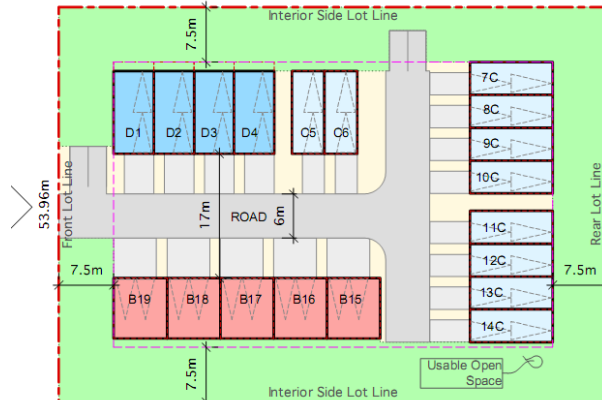 Interior Side Lot Line
7.5m
7C
D1 D2 D3 D4 C5 C6
8C
9C
10C
53.96m
Front Lot Line
17m
ROAD
6m
Rear Lot Line
11C
12C
7.5m
7.5m
B19 B18 B17 B16 B15
13C
14C
7.5m
Usable Open
Space
Interior Side Lot Line